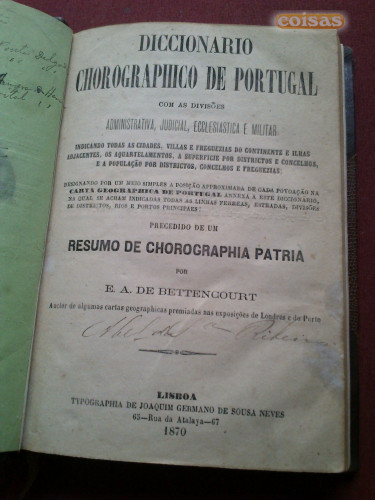 coisas
DICCIONARIO
CHOROGRAPHICO DE PORTUGAL
COM AS DIVISÕES
ADMINISTRATIVA, JUDICIAL, ECCLESIASTICA E MILITAR
INDICANDO TODAS AS CIDADES, VILLAS E FREGUEZIAS DO CONTINENTE E ILHAS
ADJACENTES, OS AQUARTELAMENTOS, A SUPERFICIE POR DISTRICTOS E CONCELHOS,
E A POPULAÇÃO POR DISTRICTOS, CONCELHOS E FREGUEZIAS:
DESIGNANDO POR UM MEIO SIMPLES A POSIÇÃO APPROXIMADA DE CADA POVOAÇÃO NA
CARTA GEOGRAPHICA DE PORTUGAL ANNEXA A ESTE DICCIONARIO,
NA QUAL SE ACHAM INDICADAS TODAS AS LINHAS FERREAS, ESTRADAS, DIVISÕES
DE DISTRICTOS, RIOS E PORTOS PRINCIPAES:
PRECEDIDO DE UM
RESUMO DE CHOROGRAPHIA PATRIA
POR
E. A. DE BETTENCOURT
Auctor de algumas cartas geographicas premiadas nas exposições de Londres e do Porto
Ribeiro
LISBOA
TYPOGRAPHIA DE JOAQUIM GERMANO DE SOUSA NEVES
65—Rua da Atalaya—67
1870